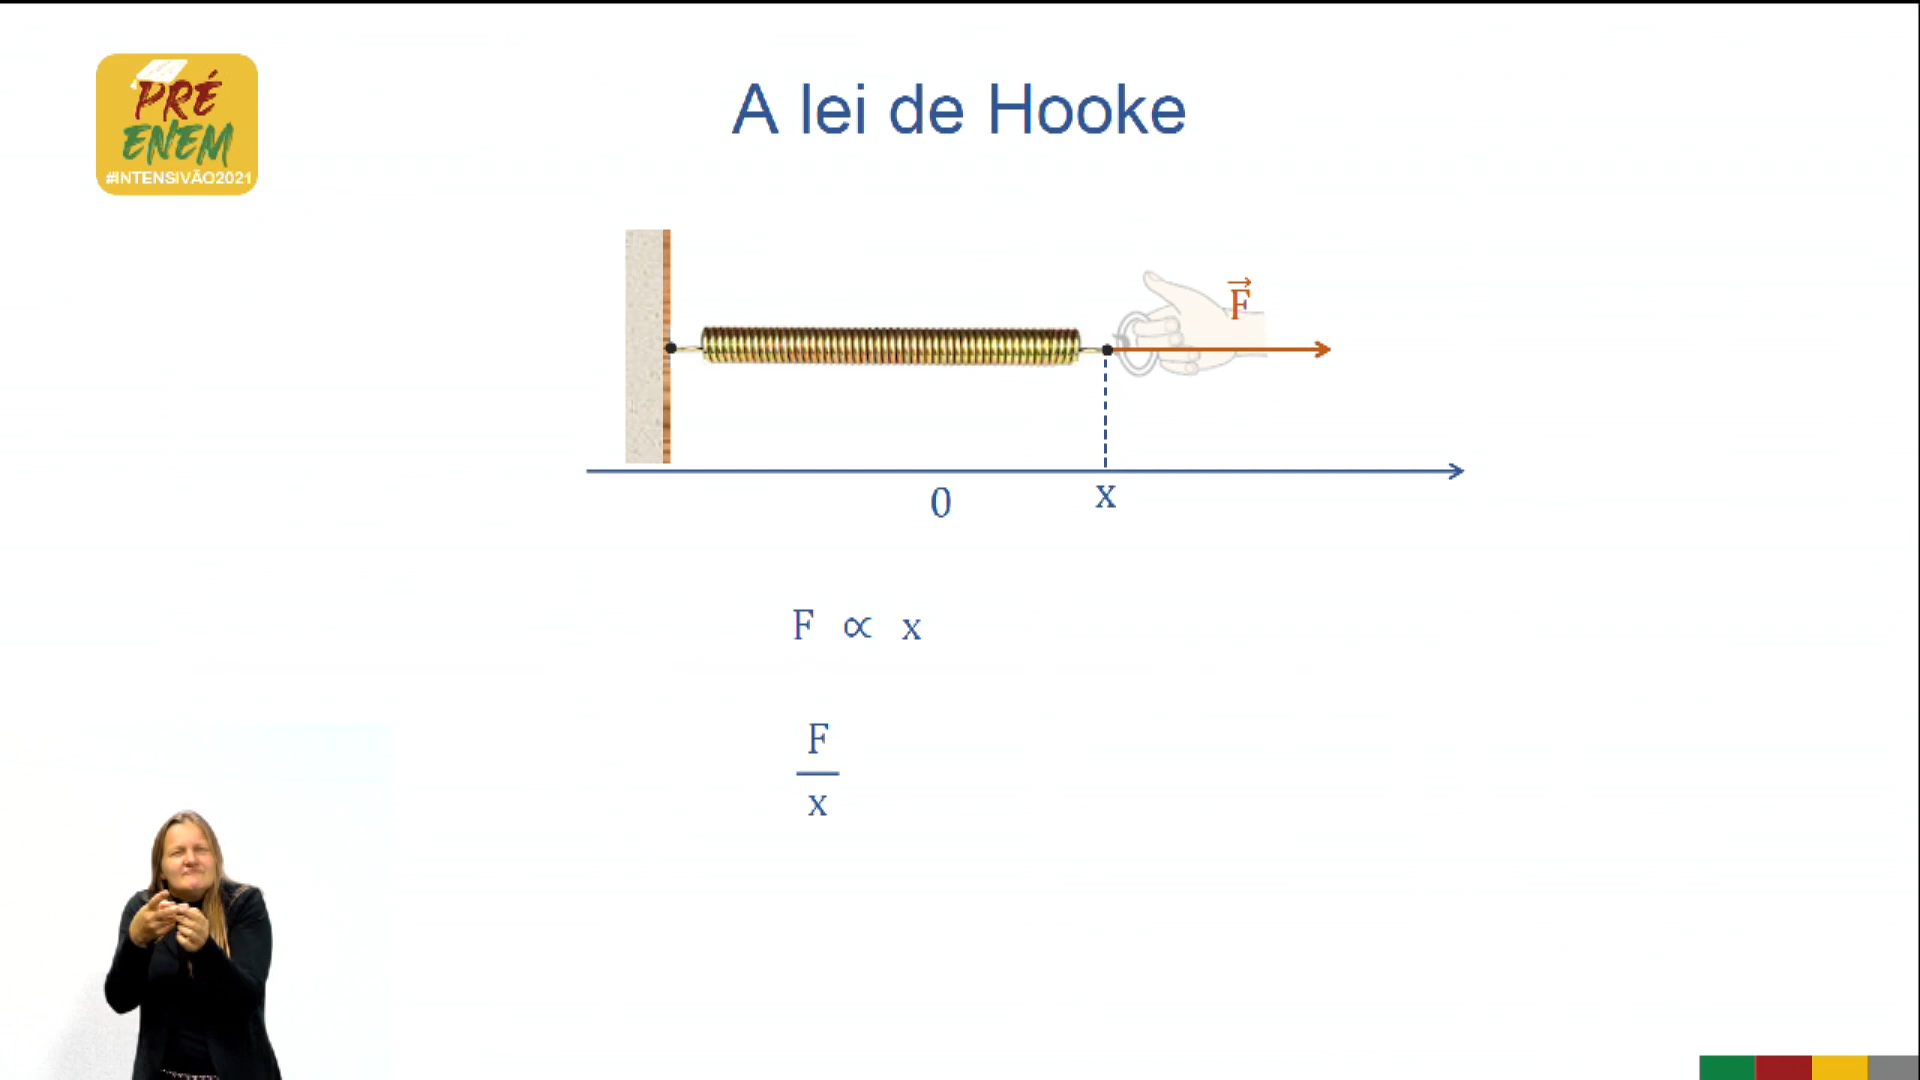 PRÉ
ENEM
#INTENSIVÃO2021
A lei de Hooke
F⃗
0
x
F ∝ x
F
x